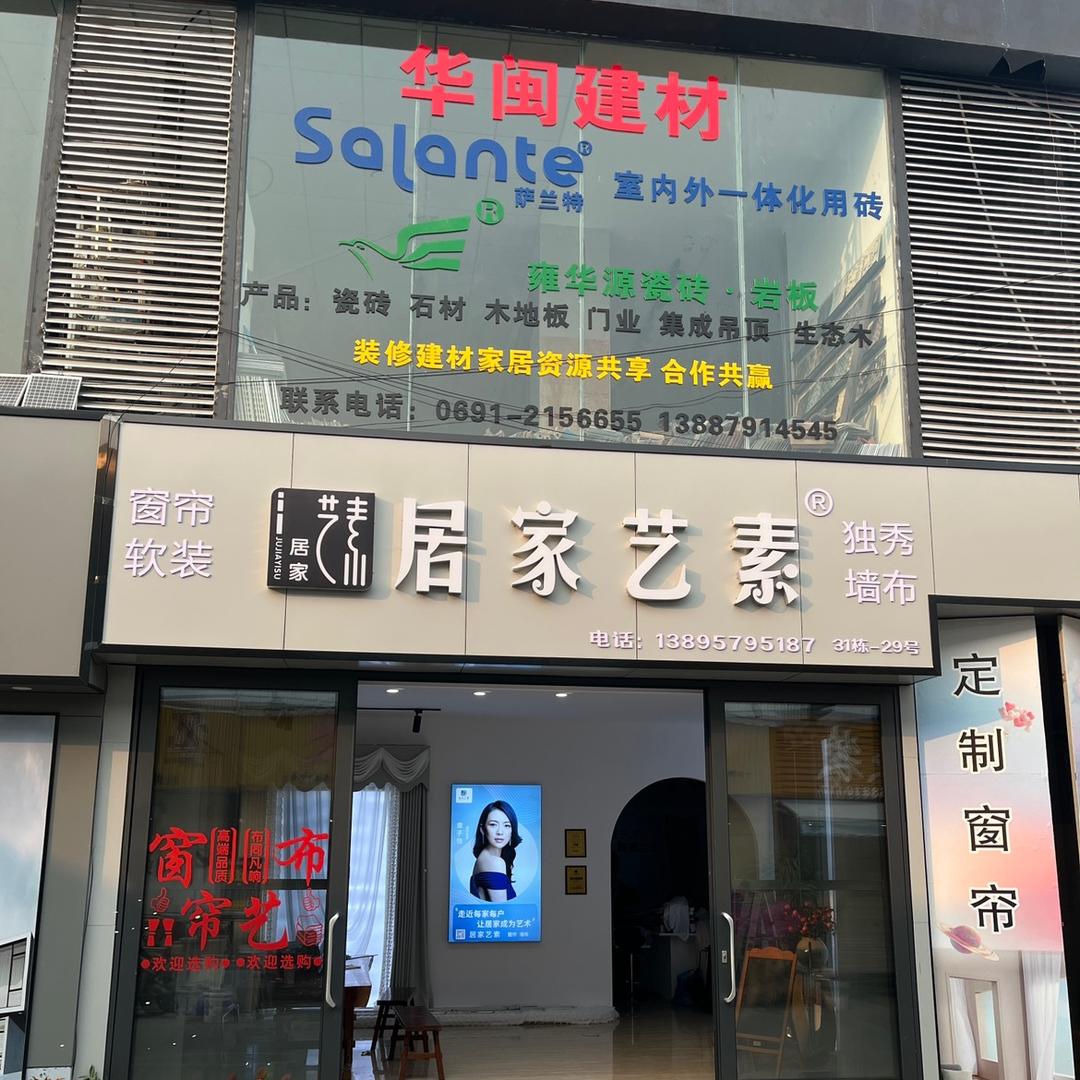 华闽建材
Salante®
萨兰特
室内外一体化用砖
®
雍华源瓷砖·岩板
产品：瓷砖 石材 木地板 门业 集成吊顶 生态木
装修建材家居资源共享 合作共赢
联系电话：0691-2156655 13887914545
窗帘
软装
艺素
居家
JUJIAYISU
居家艺素®
独秀
墙布
电话：13895795187 31栋-29号
定制窗帘
窗帘布艺
高端品质
布同凡响
欢迎选购
欢迎选购
走近每家每户
让居家成为艺术
居家艺素